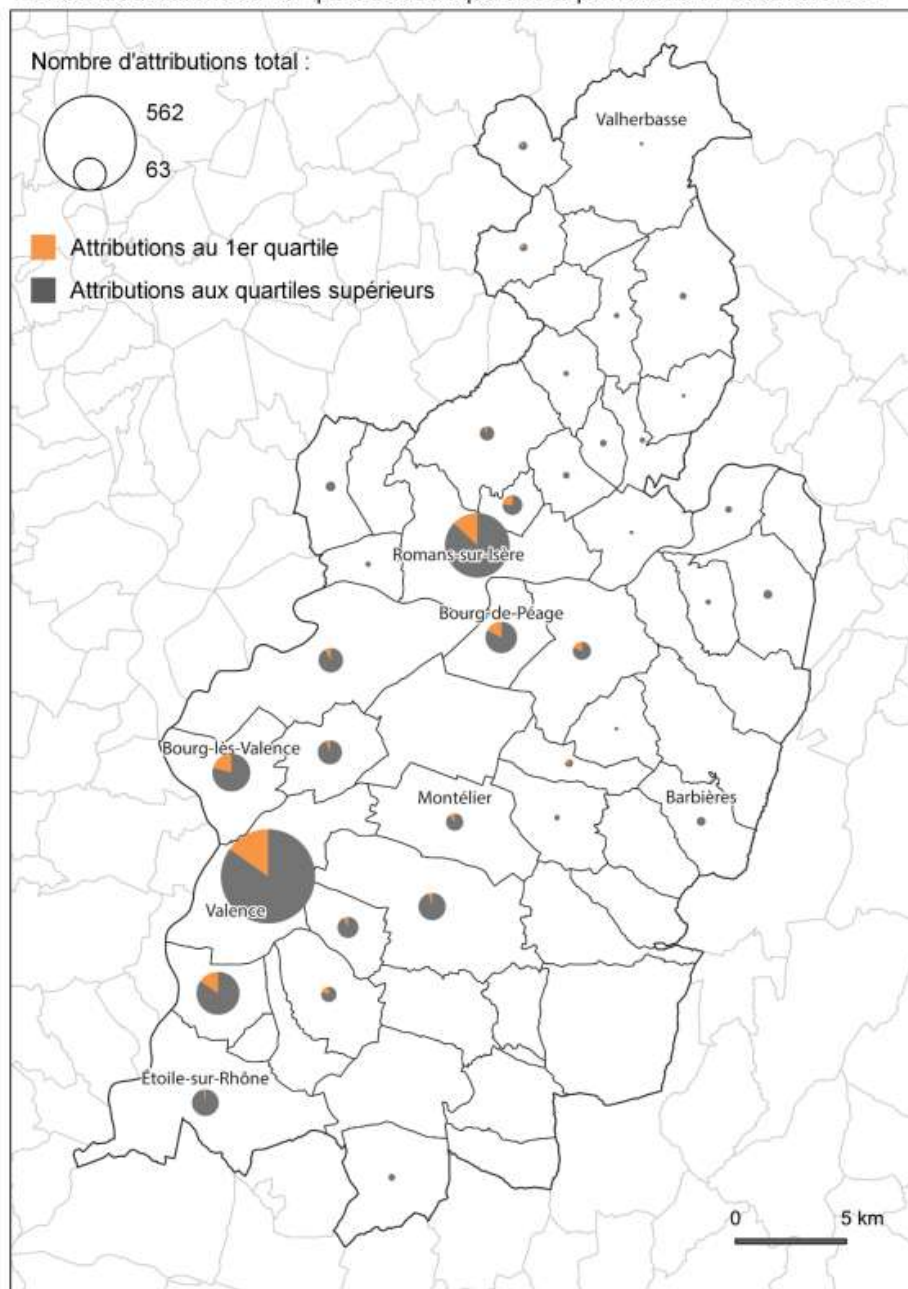 Nombre d'attributions total :
562
63
Attributions au 1er quartile
Attributions aux quartiles supérieurs
Valherbasse
Romans-sur-Isère
Bourg-de-Péage
Bourg-lès-Valence
Montélier
Barbières
Valence
Étoile-sur-Rhône
0 5 km